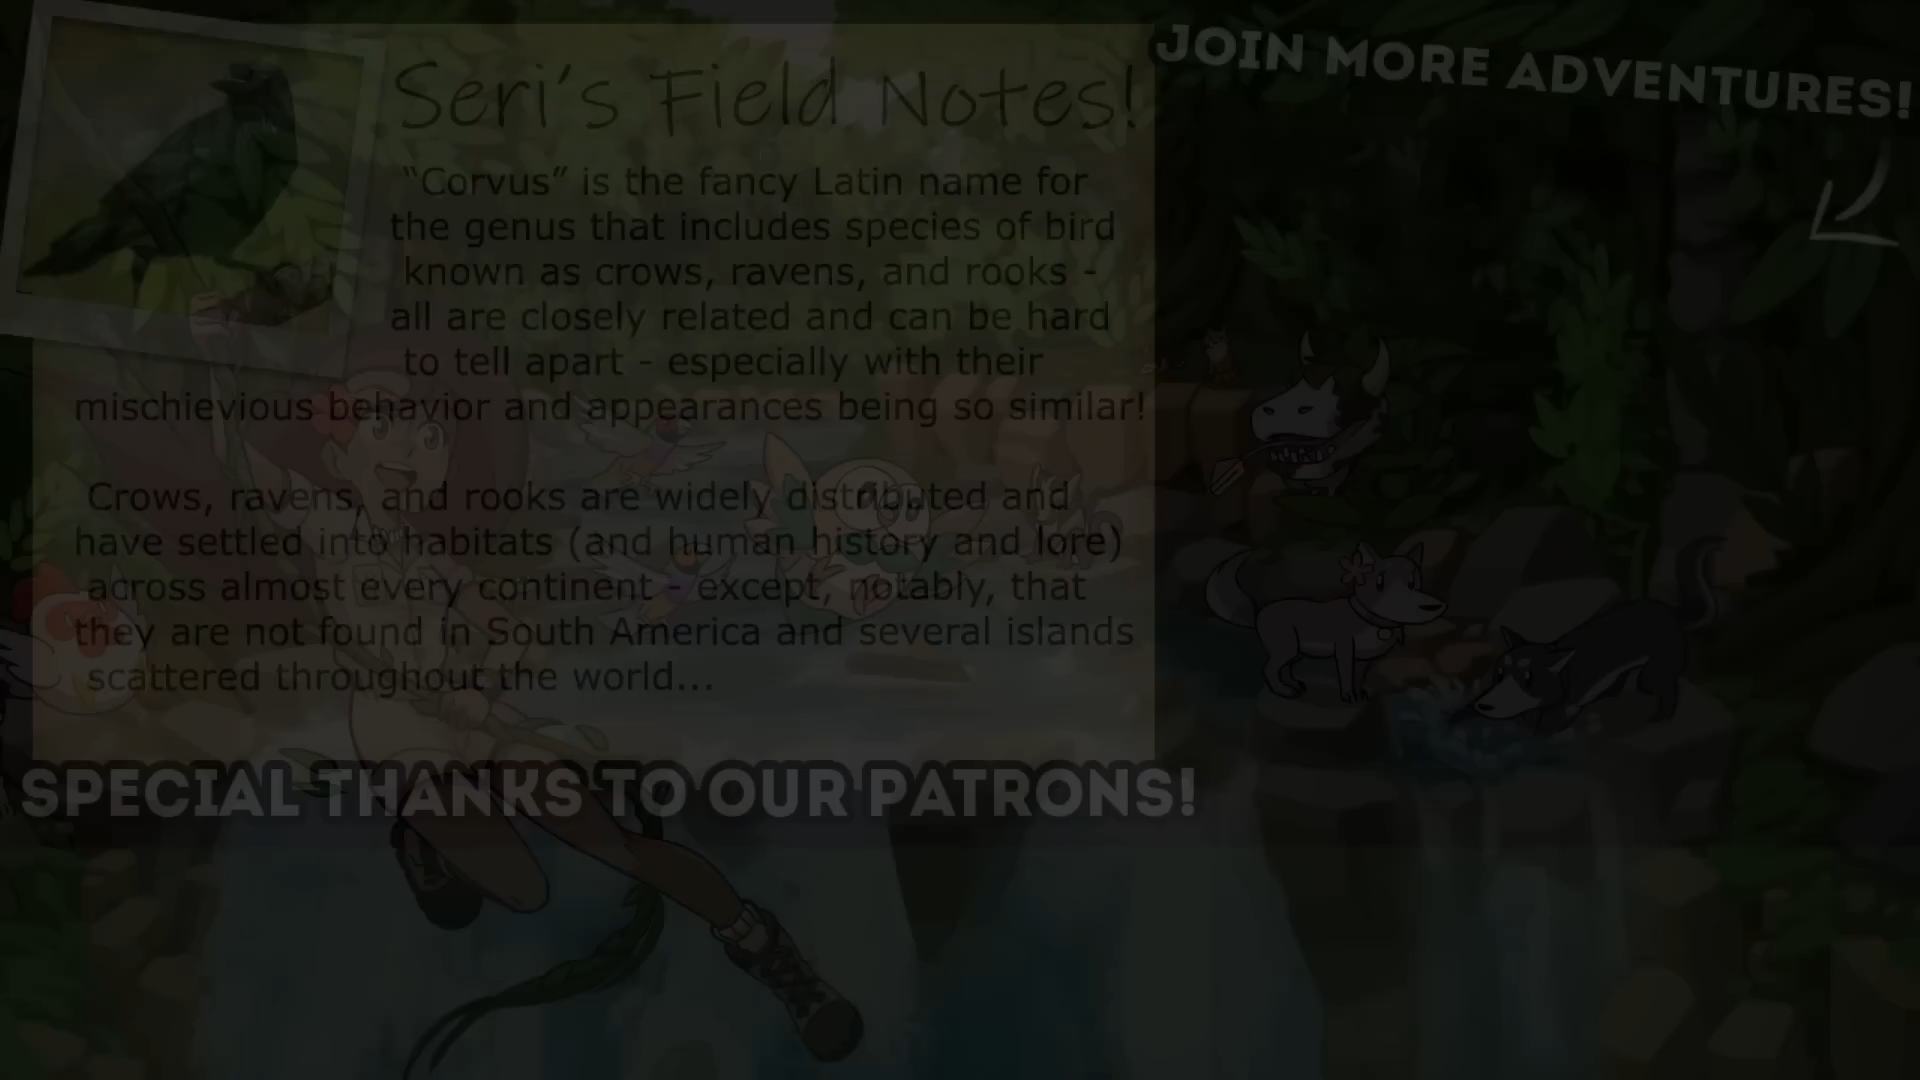 JOIN MORE ADVENTURES!
Seri's Field Notes!
"Corvus" is the fancy Latin name for
the genus that includes species of bird
known as crows, ravens, and rooks -
all are closely related and can be hard
to tell apart - especially with their
mischievious behavior and appearances being so similar!
Crows, ravens, and rooks are widely distributed and
have settled into habitats (and human history and lore)
across almost every continent - except, notably, that
they are not found in South America and several islands
scattered throughout the world...
SPECIAL THANKS TO OUR PATRONS!